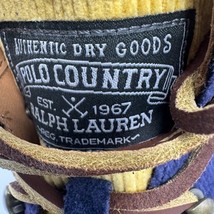 AUTHENTIC DRY GOODS
POLO COUNTRY
EST. 1967
RALPH LAUREN
TRADEMARK